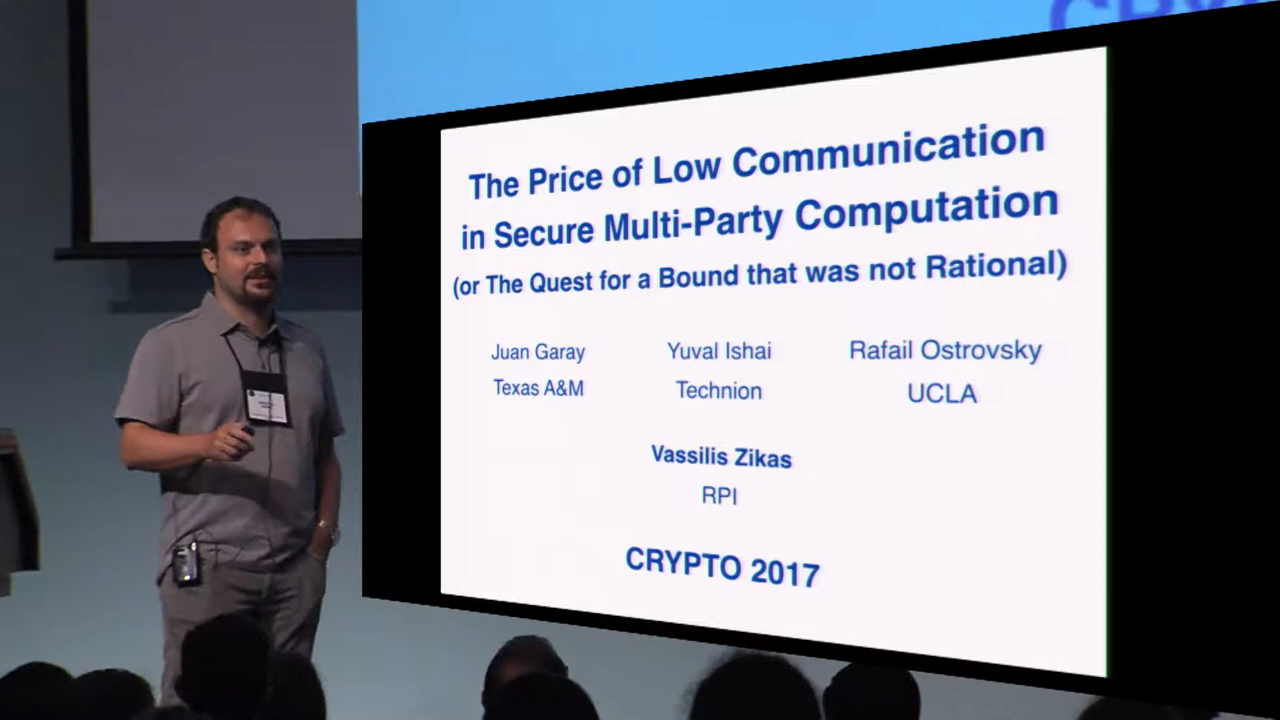 The Price of Low Communication
in Secure Multi-Party Computation
(or The Quest for a Bound that was not Rational)
Juan Garay Yuval Ishai Rafail Ostrovsky
Texas A&M Technion UCLA
Vassilis Zikas
RPI
CRYPTO 2017